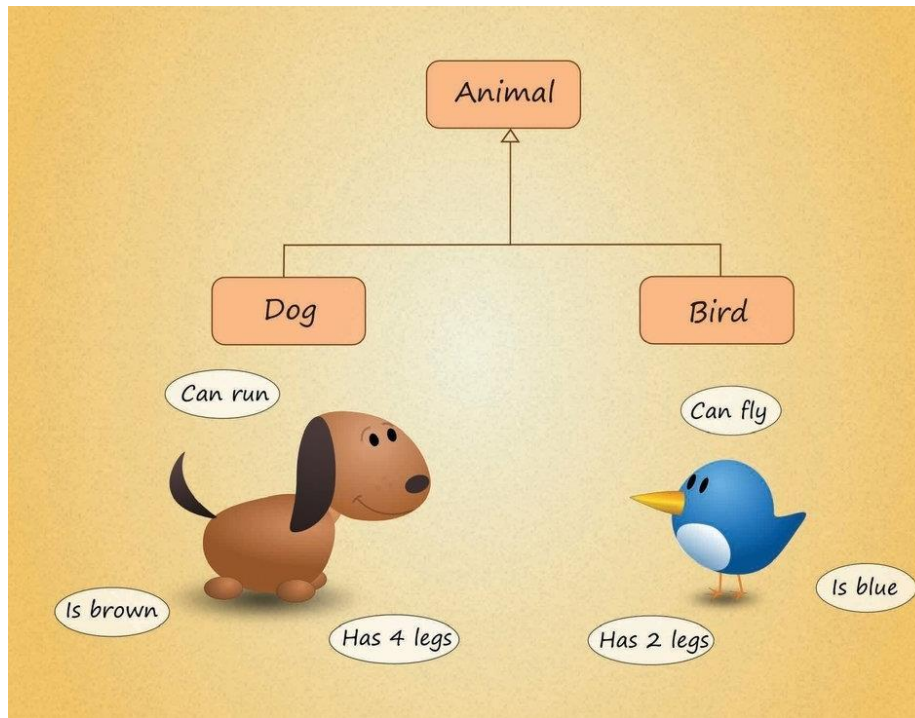 Animal
Dog
Bird
Can run
Can fly
Is brown
Has 4 legs
Has 2 legs
Is blue